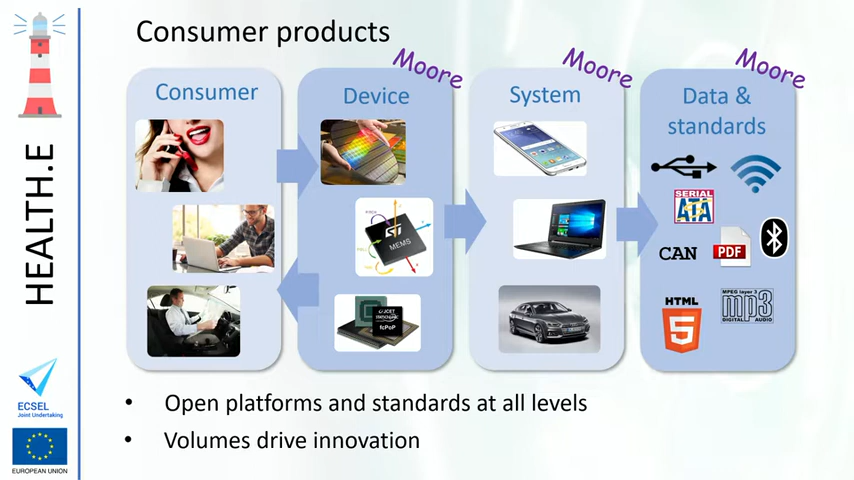 Consumer products
HEALTH.E
ECSEL
Joint Undertaking
EUROPEAN UNION
Consumer
Moore
Device
MEMS
JCET
fcPoP
Moore
System
Moore
Data &
standards
SERIAL
ATA
CAN
PDF
HTML
5
MPEG layer 3
mp3
DIGITAL AUDIO
• Open platforms and standards at all levels
• Volumes drive innovation